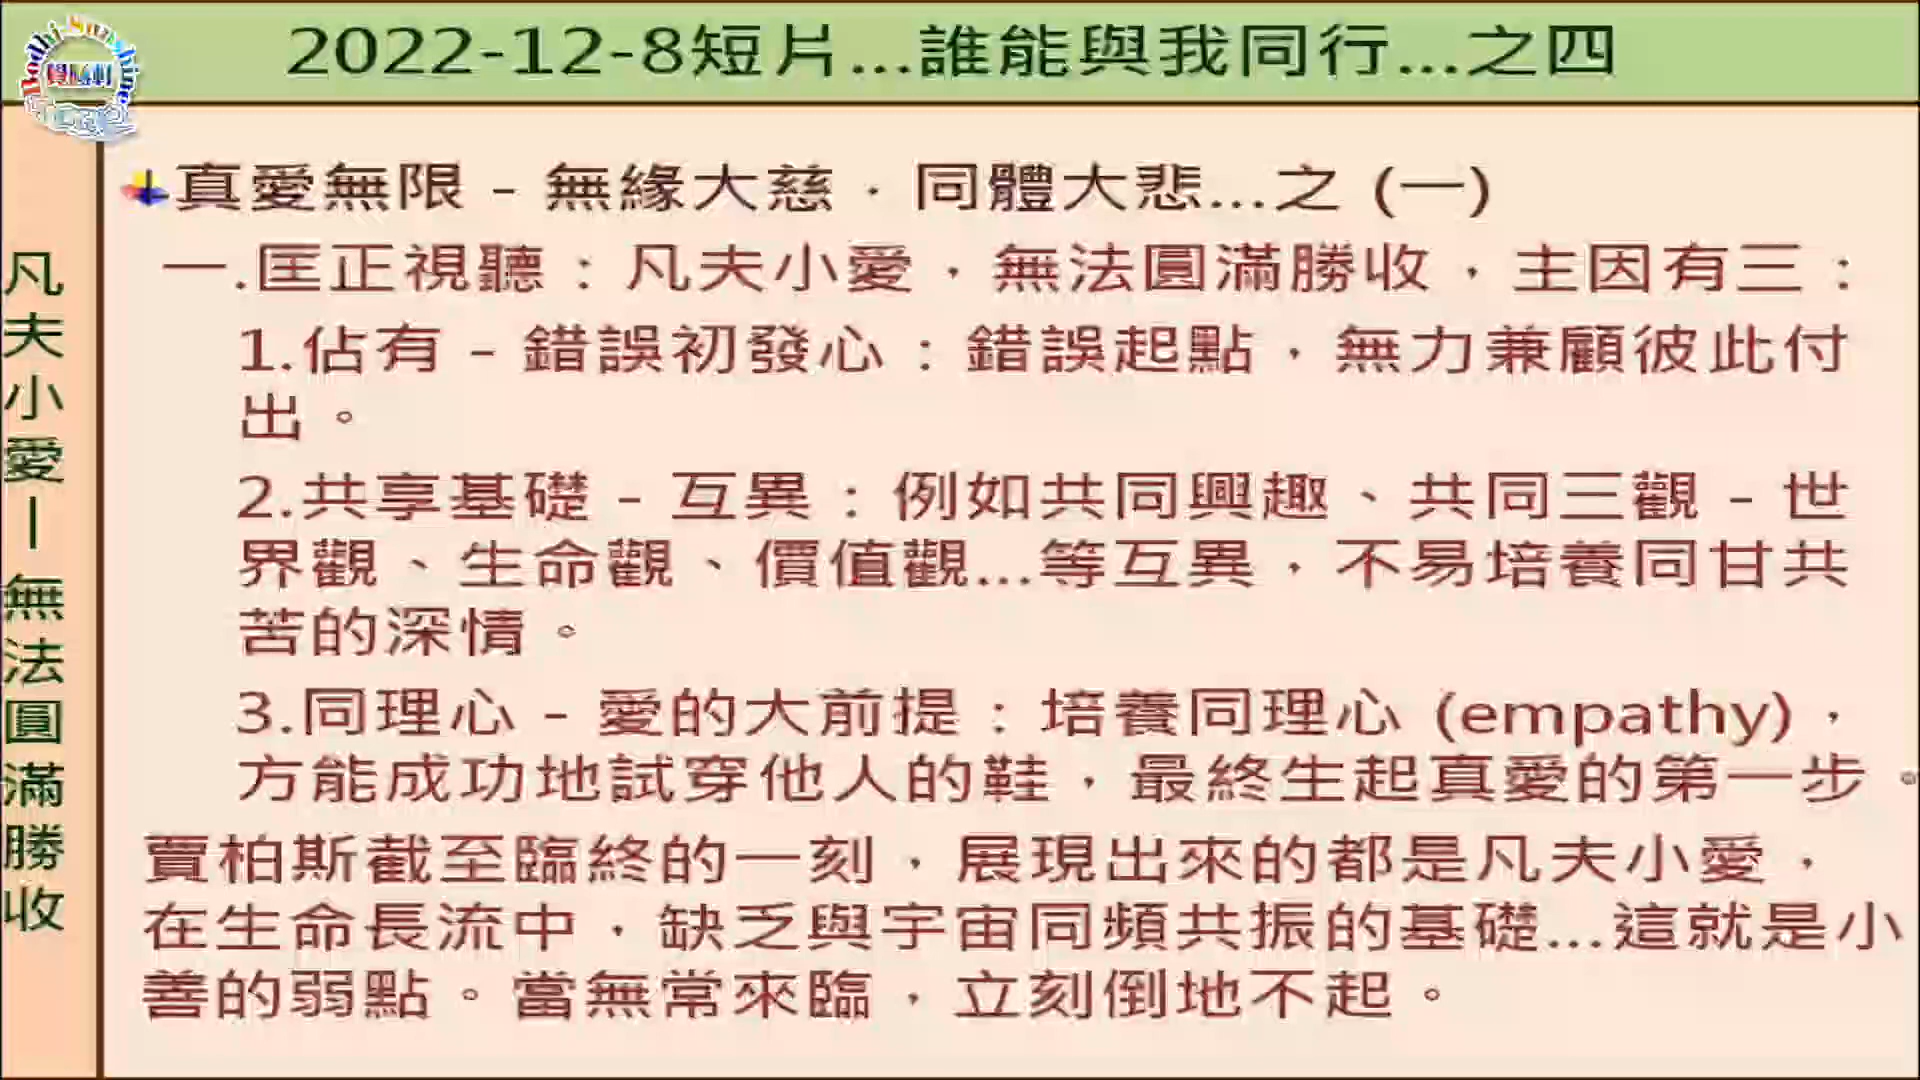 2022-12-8短片...誰能與我同行...之四
Bodhi Sunshine
凡夫小愛—無法圓滿勝收
真愛無限 - 無緣大慈，同體大悲...之 (一)
一.匡正視聽：凡夫小愛，無法圓滿勝收，主因有三：
1.佔有 - 錯誤初發心：錯誤起點，無力兼顧彼此付
出。
2.共享基礎 - 互異：例如共同興趣、共同三觀 - 世
界觀、生命觀、價值觀...等互異，不易培養同甘共
苦的深情。
3.同理心 - 愛的大前提：培養同理心 (empathy)，
方能成功地試穿他人的鞋，最終生起真愛的第一步。
賈柏斯截至臨終的一刻，展現出來的都是凡夫小愛，
在生命長流中，缺乏與宇宙同頻共振的基礎...這就是小
善的弱點。當無常來臨，立刻倒地不起。